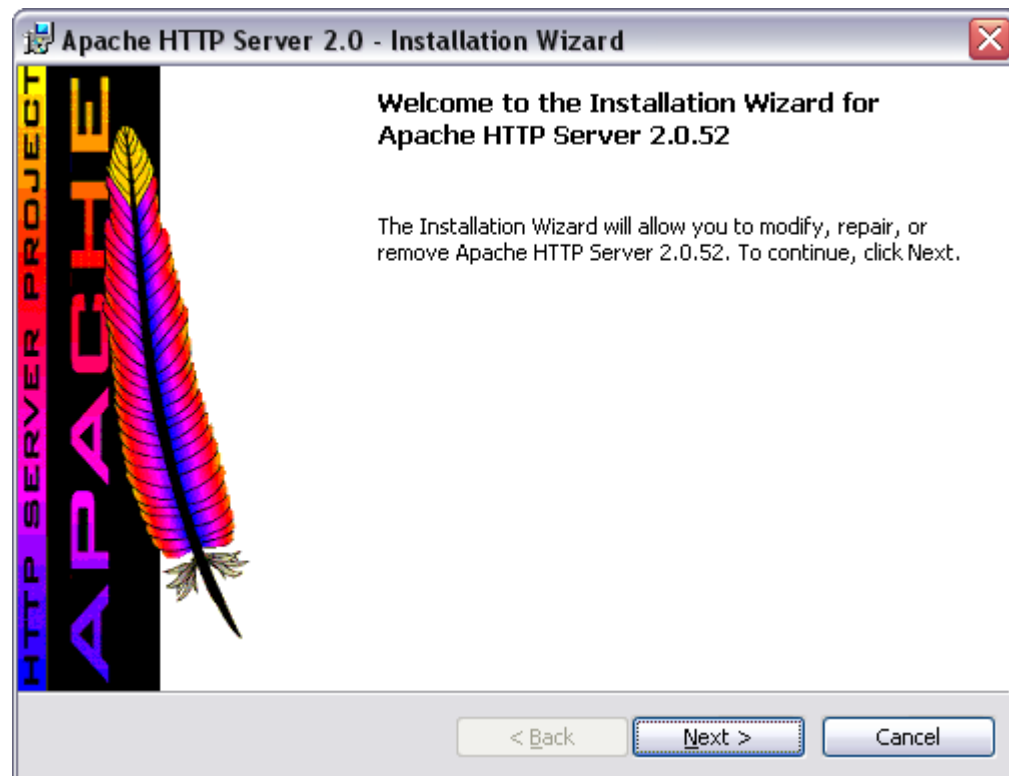 Apache HTTP Server 2.0 - Installation Wizard
HTTP SERVER PROJECT
APACHE
Welcome to the Installation Wizard for
Apache HTTP Server 2.0.52
The Installation Wizard will allow you to modify, repair, or
remove Apache HTTP Server 2.0.52. To continue, click Next.
< Back Next > Cancel